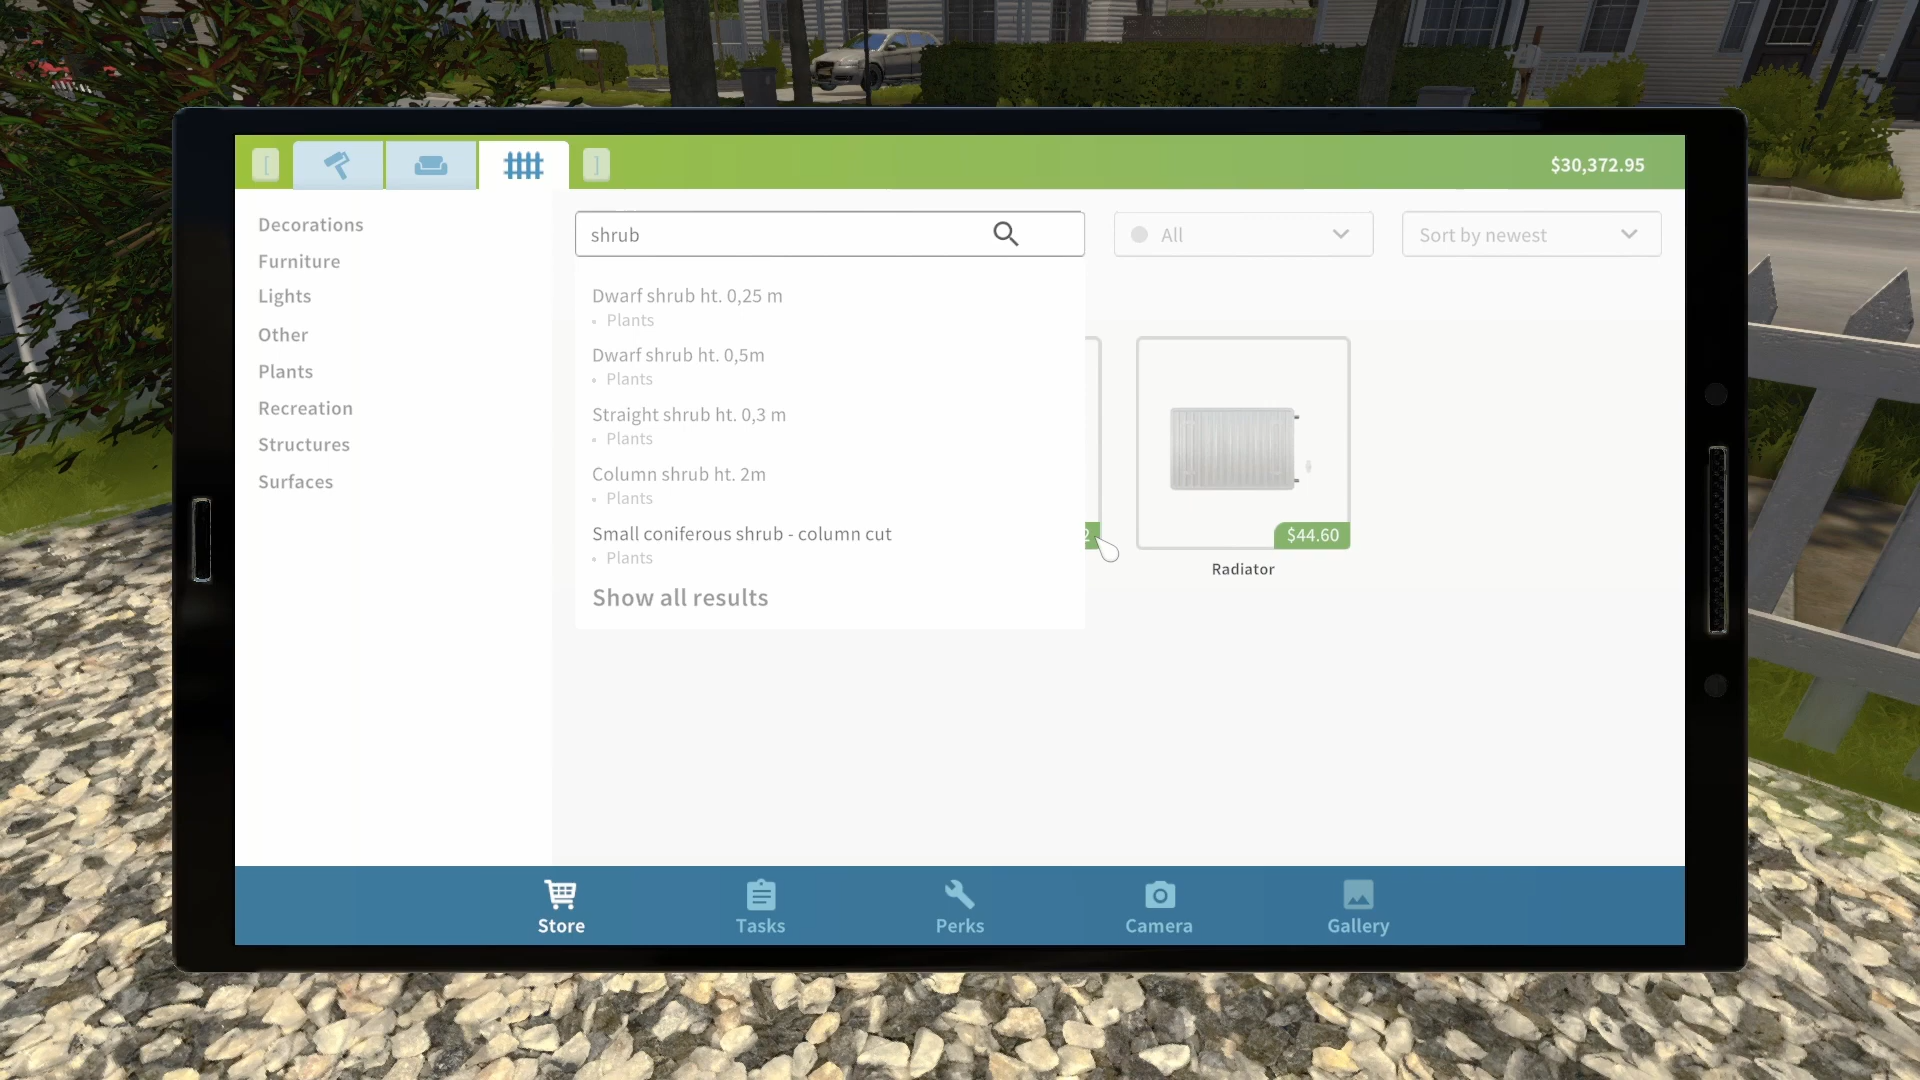 [
]
$30,372.95
Decorations
Furniture
Lights
Other
Plants
Recreation
Structures
Surfaces
shrub
All
Sort by newest
Dwarf shrub ht. 0,25 m
• Plants
Dwarf shrub ht. 0,5m
• Plants
Straight shrub ht. 0,3 m
• Plants
Column shrub ht. 2m
• Plants
Small coniferous shrub - column cut
• Plants
Show all results
2
$44.60
Radiator
Store
Tasks
Perks
Camera
Gallery